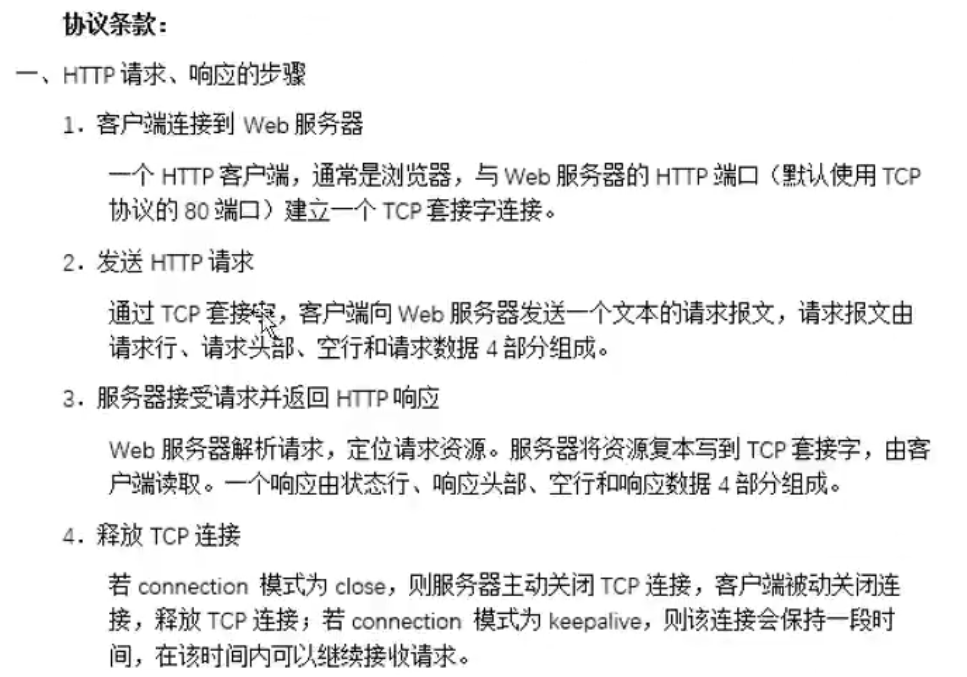 协议条款：
一、HTTP 请求、响应的步骤
1．客户端连接到 Web 服务器
一个 HTTP 客户端，通常是浏览器，与 Web 服务器的 HTTP 端口（默认使用 TCP
协议的 80 端口）建立一个 TCP 套接字连接。
2．发送 HTTP 请求
通过 TCP 套接字，客户端向 Web 服务器发送一个文本的请求报文，请求报文由
请求行、请求头部、空行和请求数据 4 部分组成。
3．服务器接受请求并返回 HTTP 响应
Web 服务器解析请求，定位请求资源。服务器将资源复本写到 TCP 套接字，由客
户端读取。一个响应由状态行、响应头部、空行和响应数据 4 部分组成。
4．释放 TCP 连接
若 connection 模式为 close，则服务器主动关闭 TCP 连接，客户端被动关闭连
接，释放 TCP 连接；若 connection 模式为 keepalive，则该连接会保持一段时
间，在该时间内可以继续接收请求。